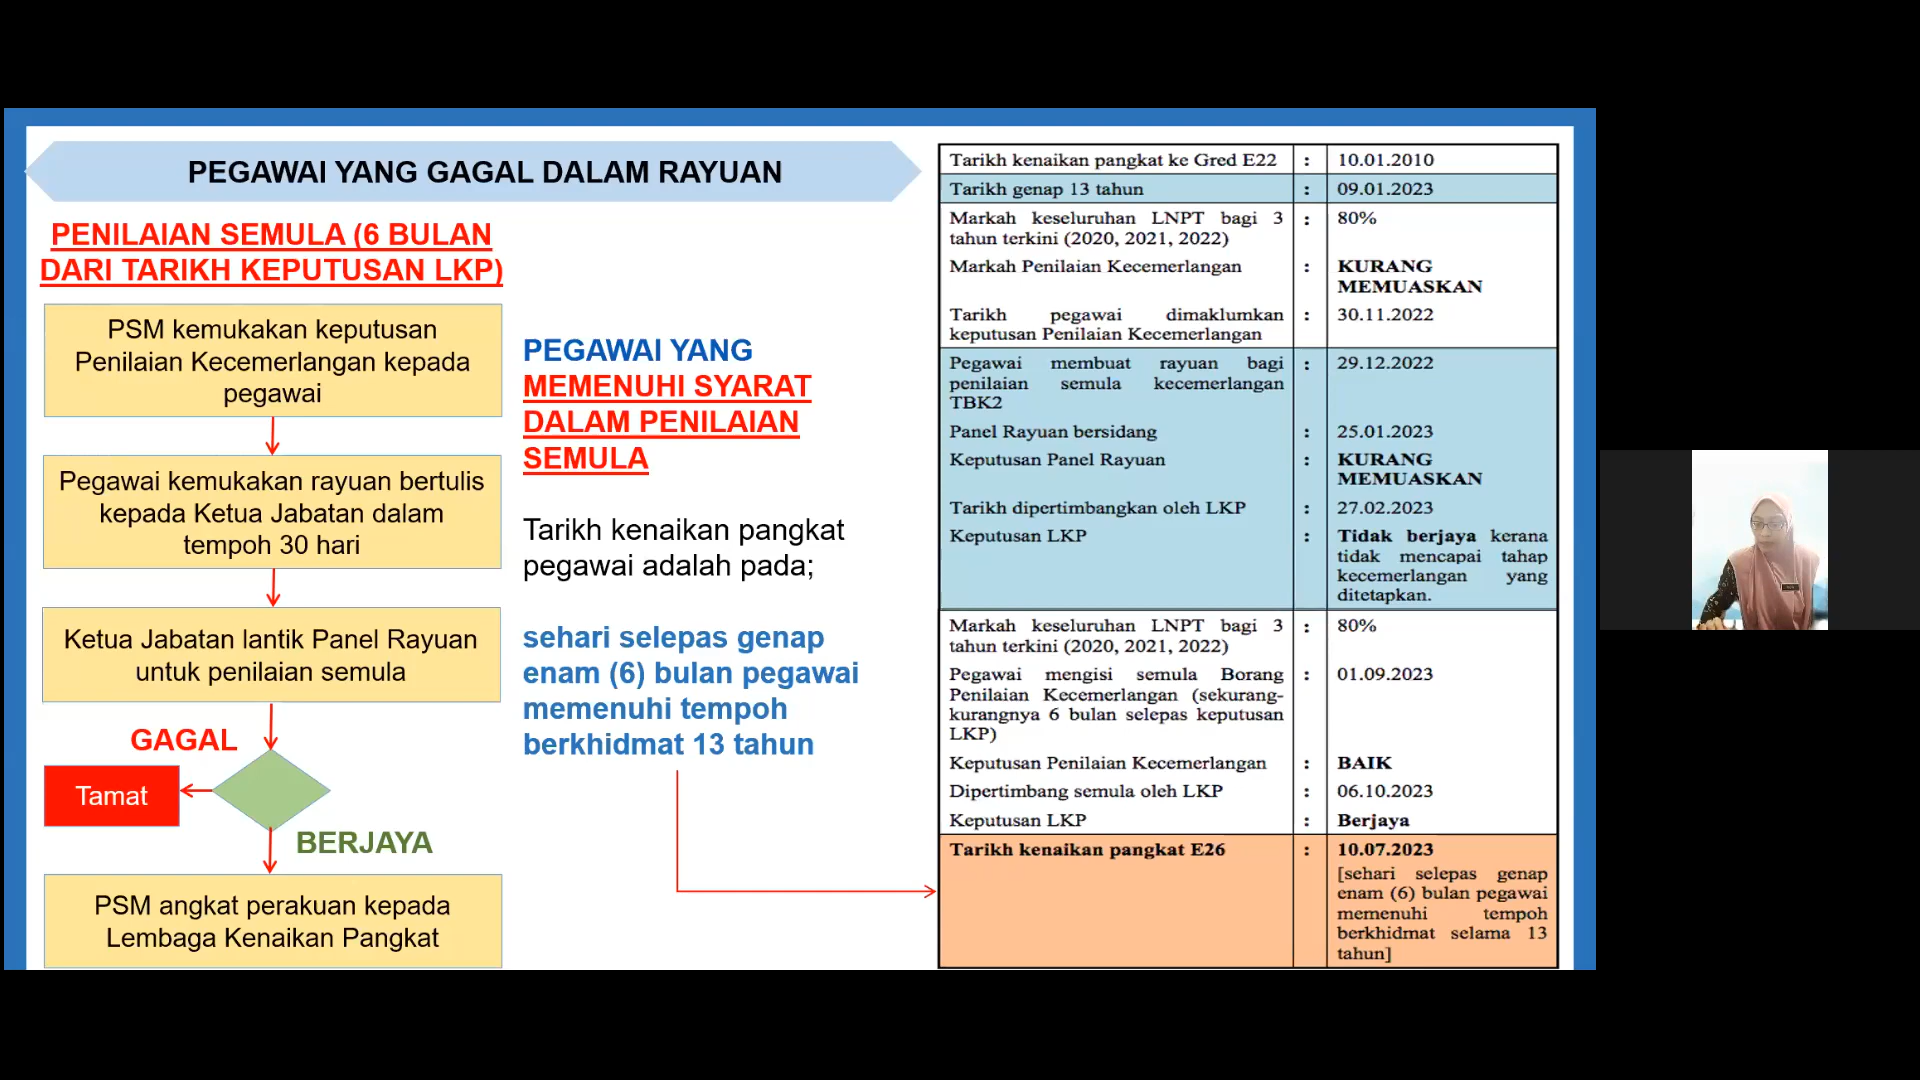 PEGAWAI YANG GAGAL DALAM RAYUAN
PENILAIAN SEMULA (6 BULAN
DARI TARIKH KEPUTUSAN LKP)
PSM kemukakan keputusan
Penilaian Kecemerlangan kepada
pegawai
Pegawai kemukakan rayuan bertulis
kepada Ketua Jabatan dalam
tempoh 30 hari
Ketua Jabatan lantik Panel Rayuan
untuk penilaian semula
GAGAL
Tamat
BERJAYA
PSM angkat perakuan kepada
Lembaga Kenaikan Pangkat
PEGAWAI YANG
MEMENUHI SYARAT
DALAM PENILAIAN
SEMULA
Tarikh kenaikan pangkat
pegawai adalah pada;
sehari selepas genap
enam (6) bulan pegawai
memenuhi tempoh
berkhidmat 13 tahun
Tarikh kenaikan pangkat ke Gred E22 : 10.01.2010
Tarikh genap 13 tahun : 09.01.2023
Markah keseluruhan LNPT bagi 3 : 80%
tahun terkini (2020, 2021, 2022)
Markah Penilaian Kecemerlangan : KURANG
MEMUASKAN
Tarikh pegawai dimaklumkan : 30.11.2022
keputusan Penilaian Kecemerlangan
Pegawai membuat rayuan bagi : 29.12.2022
penilaian semula kecemerlangan
TBK2
Panel Rayuan bersidang : 25.01.2023
Keputusan Panel Rayuan : KURANG
MEMUASKAN
Tarikh dipertimbangkan oleh LKP : 27.02.2023
Keputusan LKP : Tidak berjaya kerana
tidak mencapai tahap
kecemerlangan yang
ditetapkan.
Markah keseluruhan LNPT bagi 3 : 80%
tahun terkini (2020, 2021, 2022)
Pegawai mengisi semula Borang : 01.09.2023
Penilaian Kecemerlangan (sekurang-
kurangnya 6 bulan selepas keputusan
LKP)
Keputusan Penilaian Kecemerlangan : BAIK
Dipertimbang semula oleh LKP : 06.10.2023
Keputusan LKP : Berjaya
Tarikh kenaikan pangkat E26 : 10.07.2023
[sehari selepas genap
enam (6) bulan pegawai
memenuhi tempoh
berkhidmat selama 13
tahun]